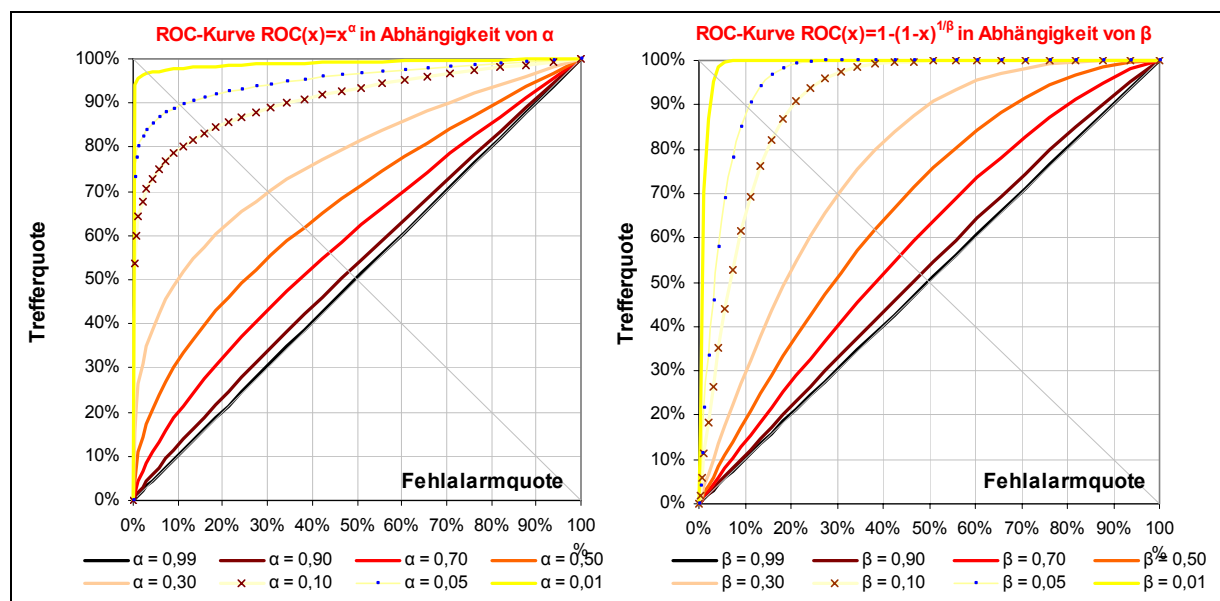 ROC-Kurve ROC(x)=x^α in Abhängigkeit von α
100%
90%
80%
70%
60%
50%
40%
30%
20%
10%
0%
Trefferquote
Fehlalarmquote
0% 10% 20% 30% 40% 50% 60% 70% 80% 90% 100
%
α = 0,99 α = 0,90 α = 0,70 α = 0,50
α = 0,30 α = 0,10 α = 0,05 α = 0,01
ROC-Kurve ROC(x)=1-(1-x)^1/β in Abhängigkeit von β
100%
90%
80%
70%
60%
50%
40%
30%
20%
10%
0%
Trefferquote
Fehlalarmquote
0% 10% 20% 30% 40% 50% 60% 70% 80% 90% 100
%
β = 0,99 β = 0,90 β = 0,70 β = 0,50
β = 0,30 β = 0,10 β = 0,05 β = 0,01